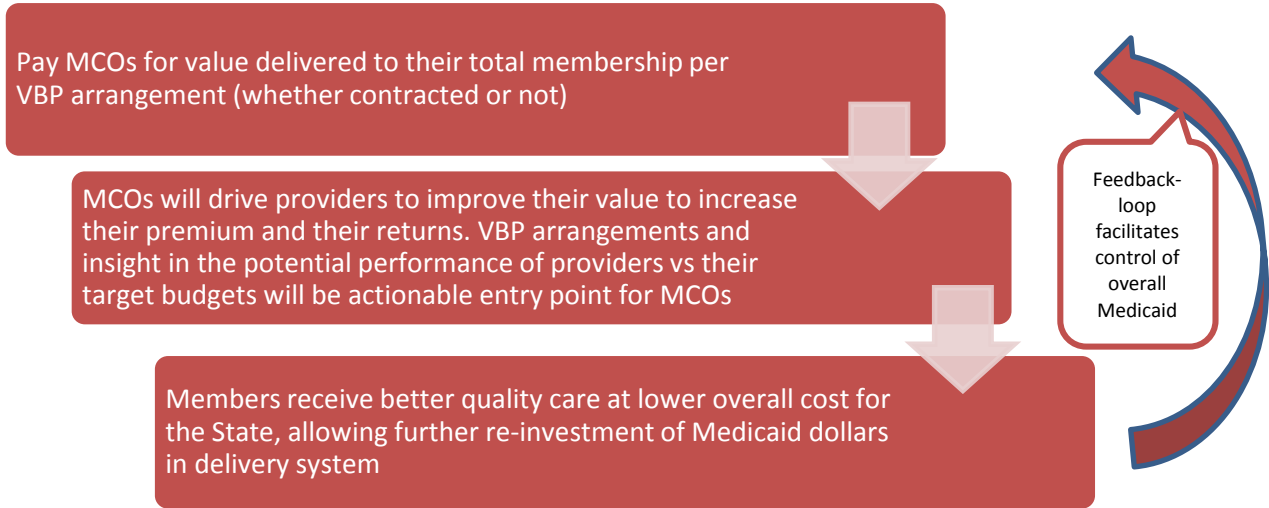 Pay MCOs for value delivered to their total membership per
VBP arrangement (whether contracted or not)
MCOs will drive providers to improve their value to increase
their premium and their returns. VBP arrangements and
insight in the potential performance of providers vs their
target budgets will be actionable entry point for MCOs
Members receive better quality care at lower overall cost for
the State, allowing further re-investment of Medicaid dollars
in delivery system
Feedback-
loop
facilitates
control of
overall
Medicaid